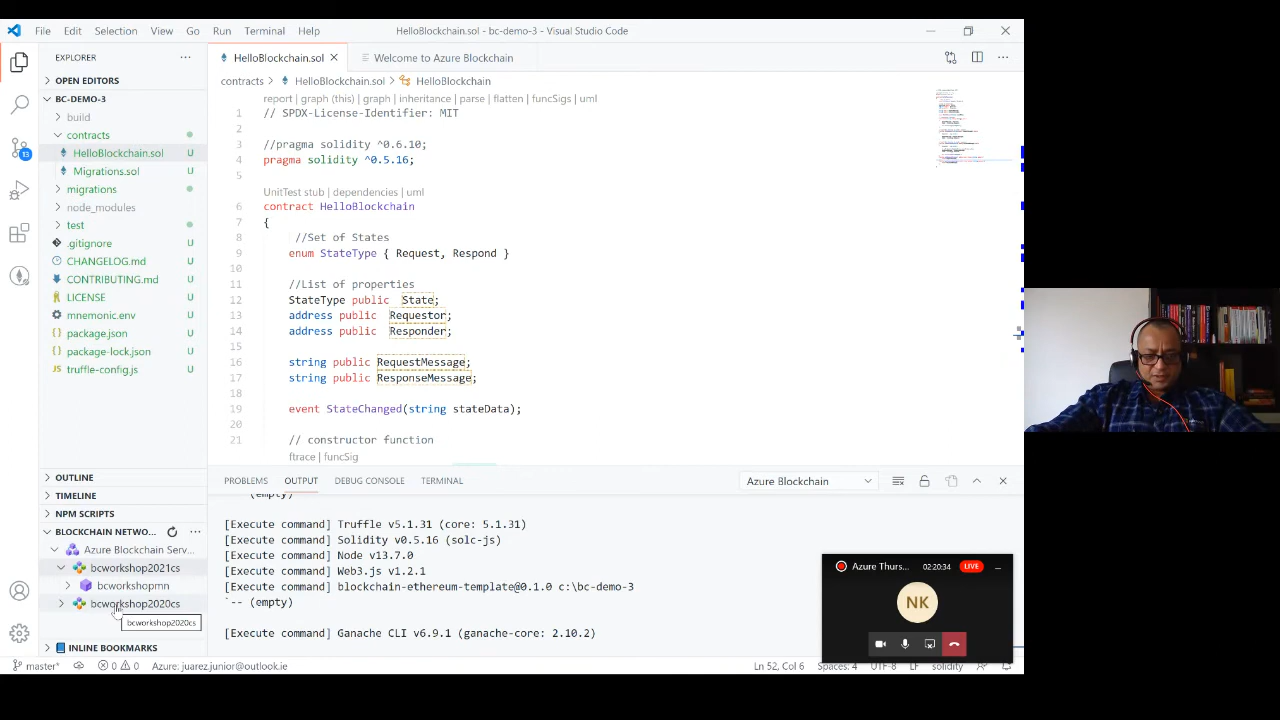 File Edit Selection View Go Run Terminal Help
HelloBlockchain.sol - bc-demo-3 - Visual Studio Code
EXPLORER
OPEN EDITORS
BC-DEMO-3
build
contracts
HelloBlockchain.sol U
Migrations.sol U
migrations
node_modules
test
.gitignore U
CHANGELOG.md U
CONTRIBUTING.md U
LICENSE U
mnemonic.env U
package.json U
package-lock.json U
truffle-config.js U
13
OUTLINE
TIMELINE
NPM SCRIPTS
BLOCKCHAIN NETWO...
Azure Blockchain Serv...
bcworkshop2021cs
bcworkshopmn
bcworkshop2020cs
bcworkshop2020cs
INLINE BOOKMARKS
HelloBlockchain.sol
Welcome to Azure Blockchain
contracts > HelloBlockchain.sol > HelloBlockchain
report | graph (this) | graph | inheritance | parse | flatten | funcSigs | uml
1 // SPDX-License-Identifier: MIT
2
3
4 pragma solidity ^0.5.16;
5
UnitTest stub | dependencies | uml
6 contract HelloBlockchain
7 {
8 //Set of States
9 enum StateType { Request, Respond }
10
11 //List of properties
12 StateType public State;
13 address public Requestor;
14 address public Responder;
15
16 string public RequestMessage;
17 string public ResponseMessage;
18
19 event StateChanged(string stateData);
20
21 // constructor function
ftrace | funcSig
PROBLEMS OUTPUT DEBUG CONSOLE TERMINAL
Azure Blockchain
`-- (empty)
[Execute command] Truffle v5.1.31 (core: 5.1.31)
[Execute command] Solidity v0.5.16 (solc-js)
[Execute command] Node v13.7.0
[Execute command] Web3.js v1.2.1
[Execute command] blockchain-ethereum-template@0.1.0 c:\bc-demo-3
`-- (empty)
[Execute command] Ganache CLI v6.9.1 (ganache-core: 2.10.2)
Azure Thurs... 02:20:34 LIVE
NK
master* 0 0 Azure: juarez.junior@outlook.ie
Ln 52, Col 6 Spaces: 4 UTF-8 LF solidity